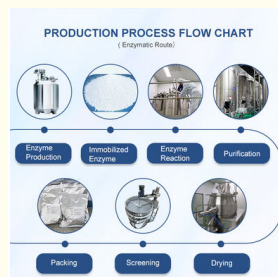 PRODUCTION PROCESS FLOW CHART
( Enzymatic Route)
Enzyme
Production
Immobilized
Enzyme
Enzyme
Reaction
Purification
Packing
Screening
Drying